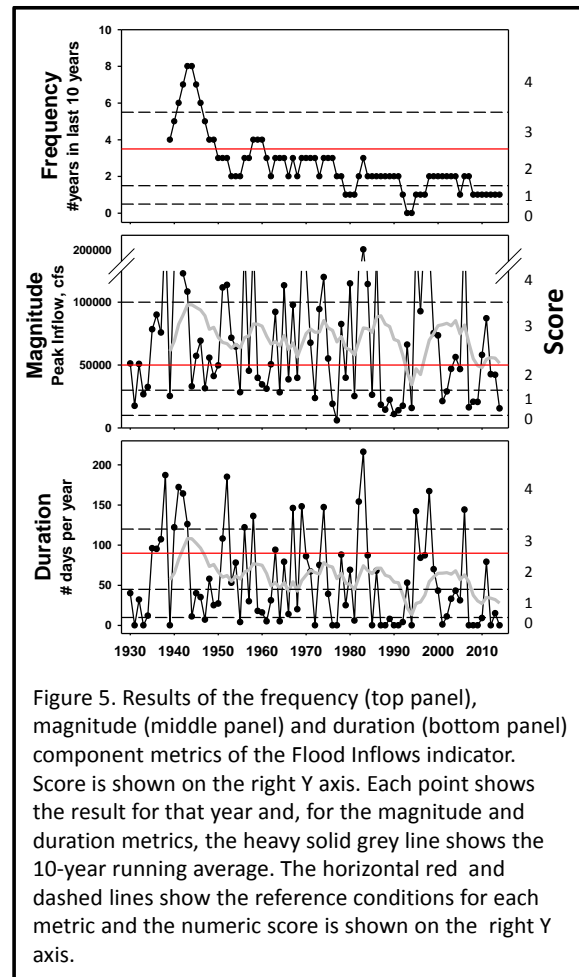 10
8
6
4
2
0
Frequency
#years in last 10 years
4
3
2
1
0
200000
100000
50000
0
Magnitude
Peak Inflow, cfs
4
3
2
1
0
Score
200
150
100
50
0
Duration
# days per year
4
3
2
1
0
1930 1940 1950 1960 1970 1980 1990 2000 2010
Figure 5. Results of the frequency (top panel),
magnitude (middle panel) and duration (bottom panel)
component metrics of the Flood Inflows indicator.
Score is shown on the right Y axis. Each point shows
the result for that year and, for the magnitude and
duration metrics, the heavy solid grey line shows the
10-year running average. The horizontal red and
dashed lines show the reference conditions for each
metric and the numeric score is shown on the right Y
axis.